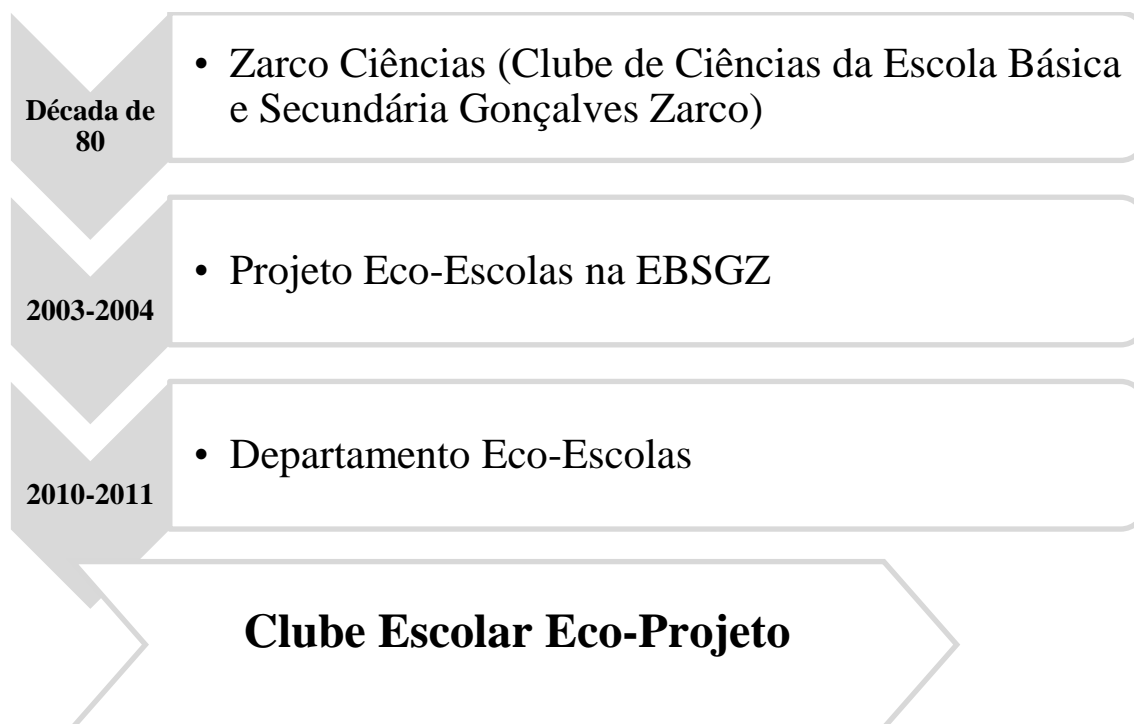 Década de
80
• Zarco Ciências (Clube de Ciências da Escola Básica
e Secundária Gonçalves Zarco)
2003-2004
• Projeto Eco-Escolas na EBSGZ
2010-2011
• Departamento Eco-Escolas
Clube Escolar Eco-Projeto